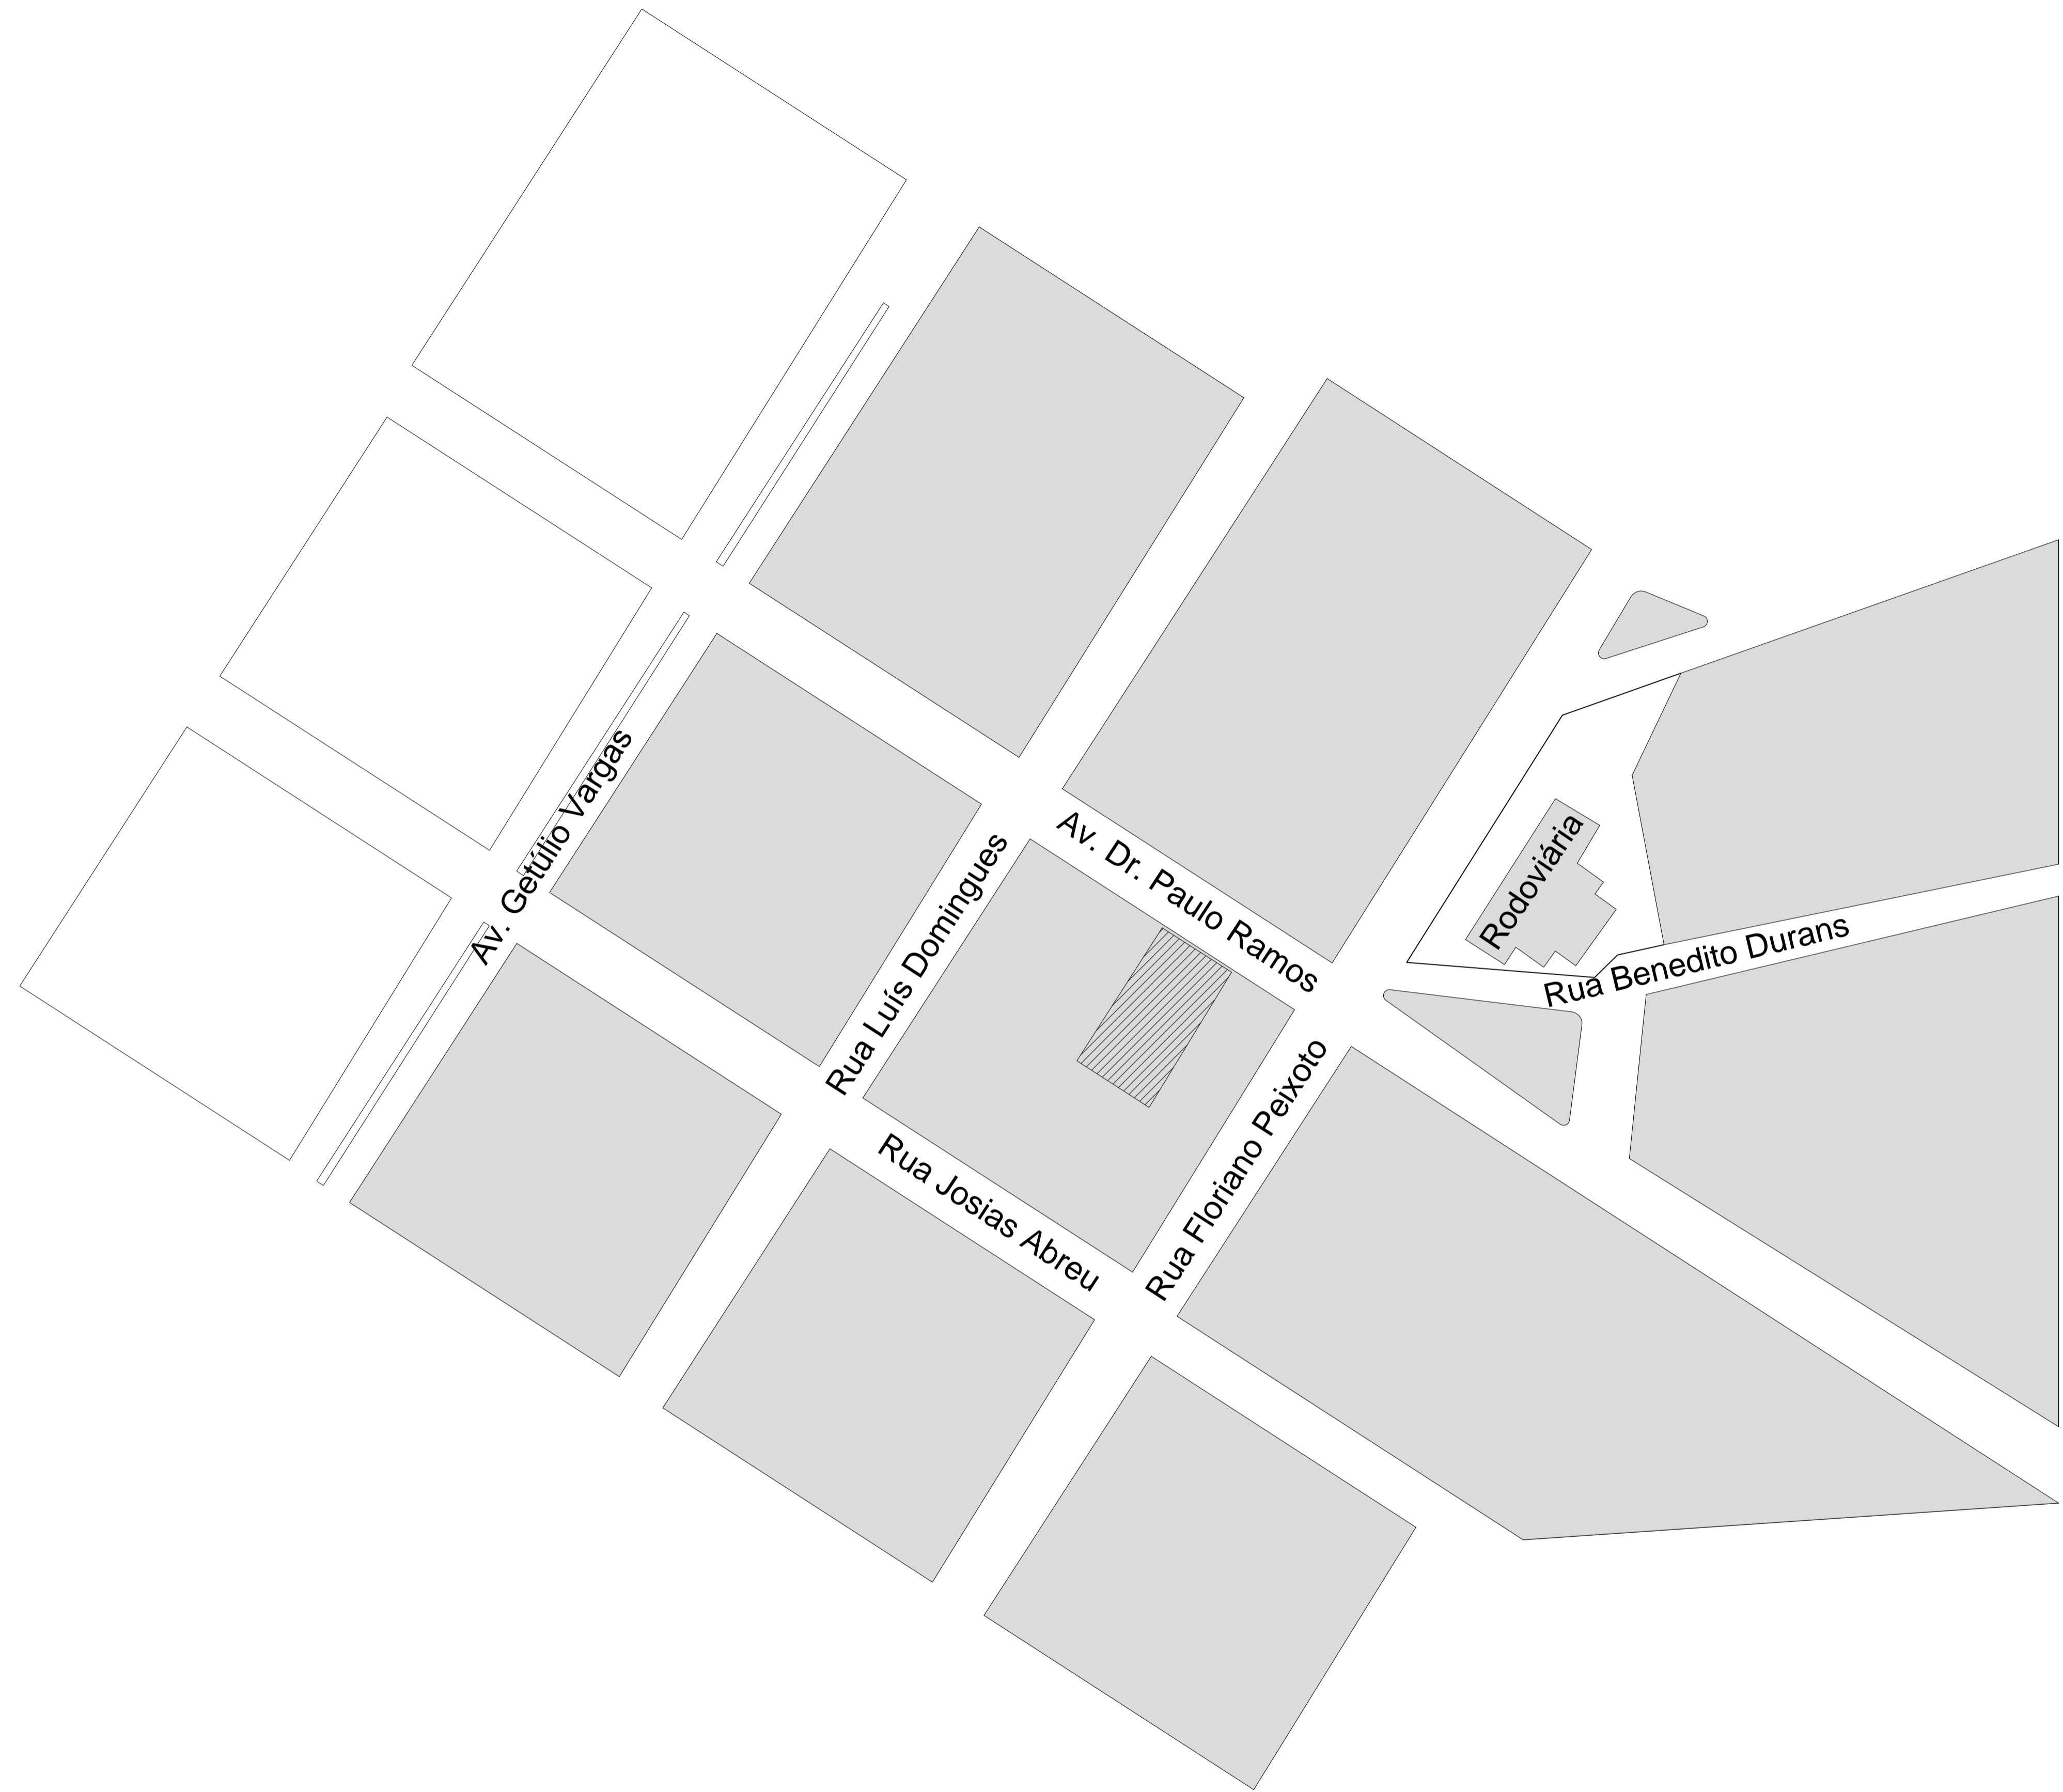 Av. Getúlio Vargas
Rua Luís Domingues
Av. Dr. Paulo Ramos
Rodoviária
Rua Benedito Durans
Rua Floriano Peixoto
Rua Josias Abreu